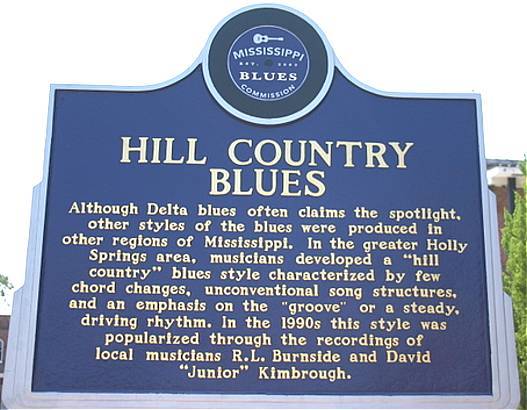 MISSISSIPPI
EST. 2003
BLUES
COMMISSION
HILL COUNTRY
BLUES
Although Delta blues often claims the spotlight,
other styles of the blues were produced in
other regions of Mississippi. In the greater Holly
Springs area, musicians developed a "hill
country" blues style characterized by few
chord changes, unconventional song structures,
and an emphasis on the "groove" or a steady,
driving rhythm. In the 1990s this style was
popularized through the recordings of
local musicians R.L. Burnside and David
"Junior" Kimbrough.